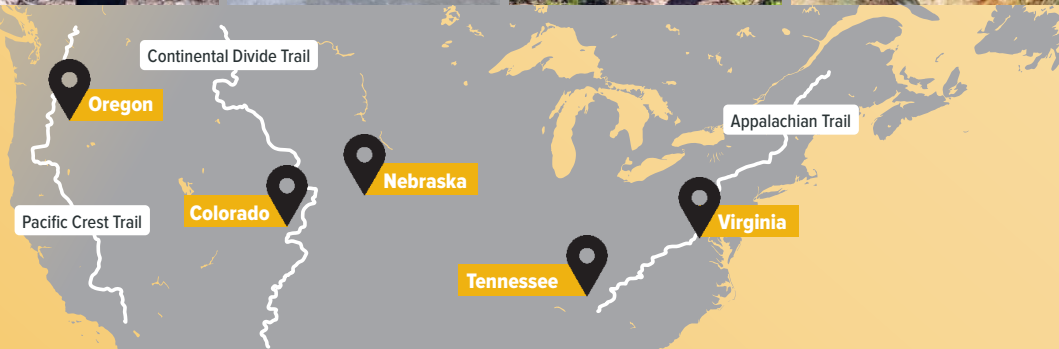 Continental Divide Trail
Oregon
Appalachian Trail
Nebraska
Colorado
Pacific Crest Trail
Virginia
Tennessee